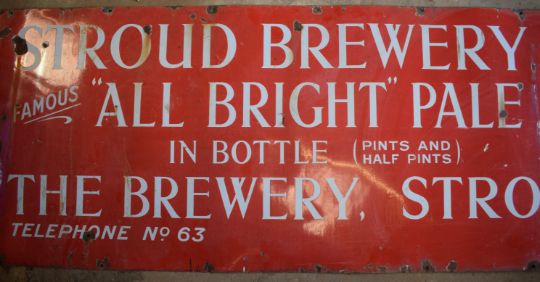 STROUD BREWERY
FAMOUS "ALL BRIGHT" PALE
IN BOTTLE (PINTS AND HALF PINTS)
THE BREWERY, STRO
TELEPHONE No 63